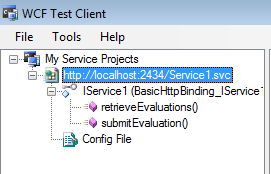 WCF Test Client
File Tools Help
My Service Projects
http://localhost:2434/Service1.svc
IService1 (BasicHttpBinding_IService1
retrieveEvaluations()
submitEvaluation()
Config File